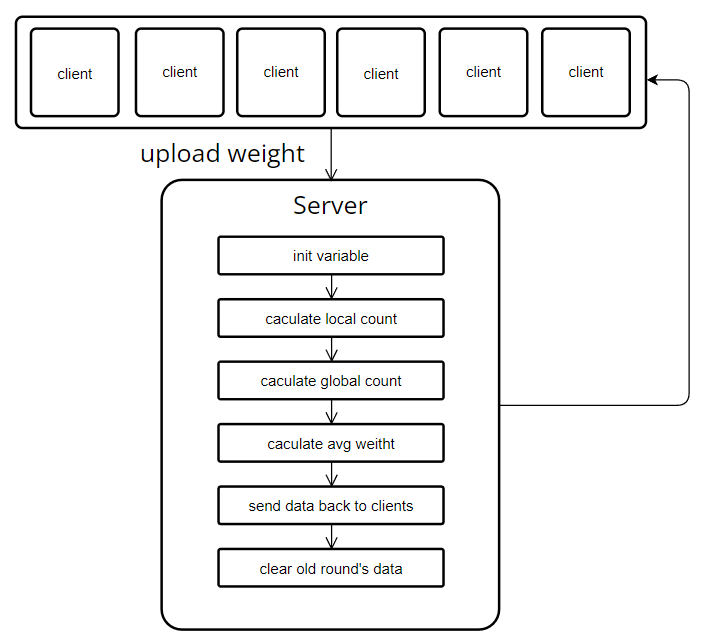 client
client
client
client
client
client
upload weight
Server
init variable
caculate local count
caculate global count
caculate avg weitht
send data back to clients
clear old round's data